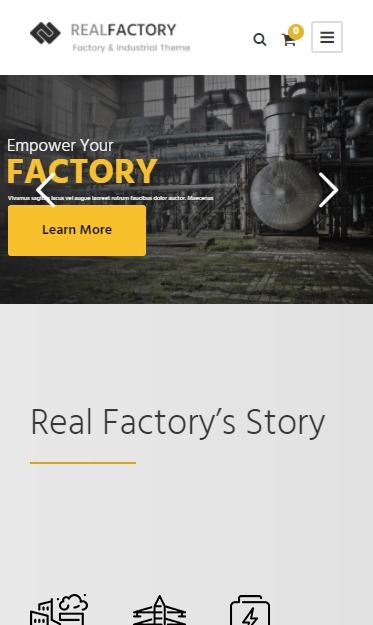 REALFACTORY
Factory & Industrial Theme
0
Empower Your
FACTORY
Vivamus sagittis lacus vel augue laoreet rutrum faucibus dolor auctor. Maecenas
Learn More
Real Factory's Story